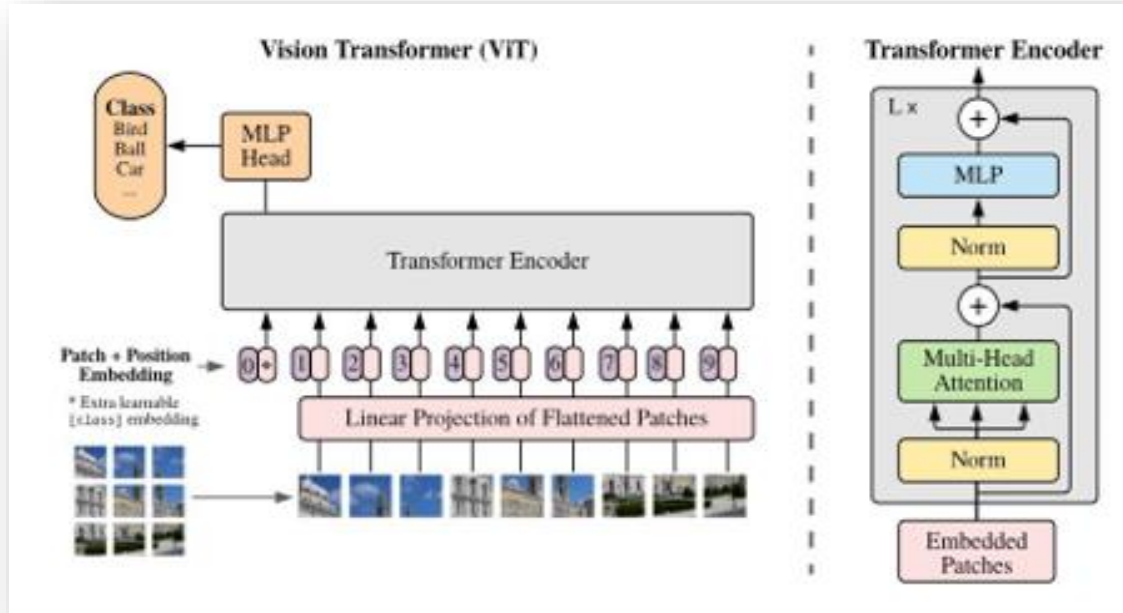 Vision Transformer (ViT)
Class
Bird
Ball
Car
...
MLP
Head
Transformer Encoder
Patch + Position
Embedding
* Extra learnable
[class] embedding
0 * 1 2 3 4 5 6 7 8 9
Linear Projection of Flattened Patches
Transformer Encoder
L ×
+
MLP
Norm
+
Multi-Head
Attention
Norm
Embedded
Patches